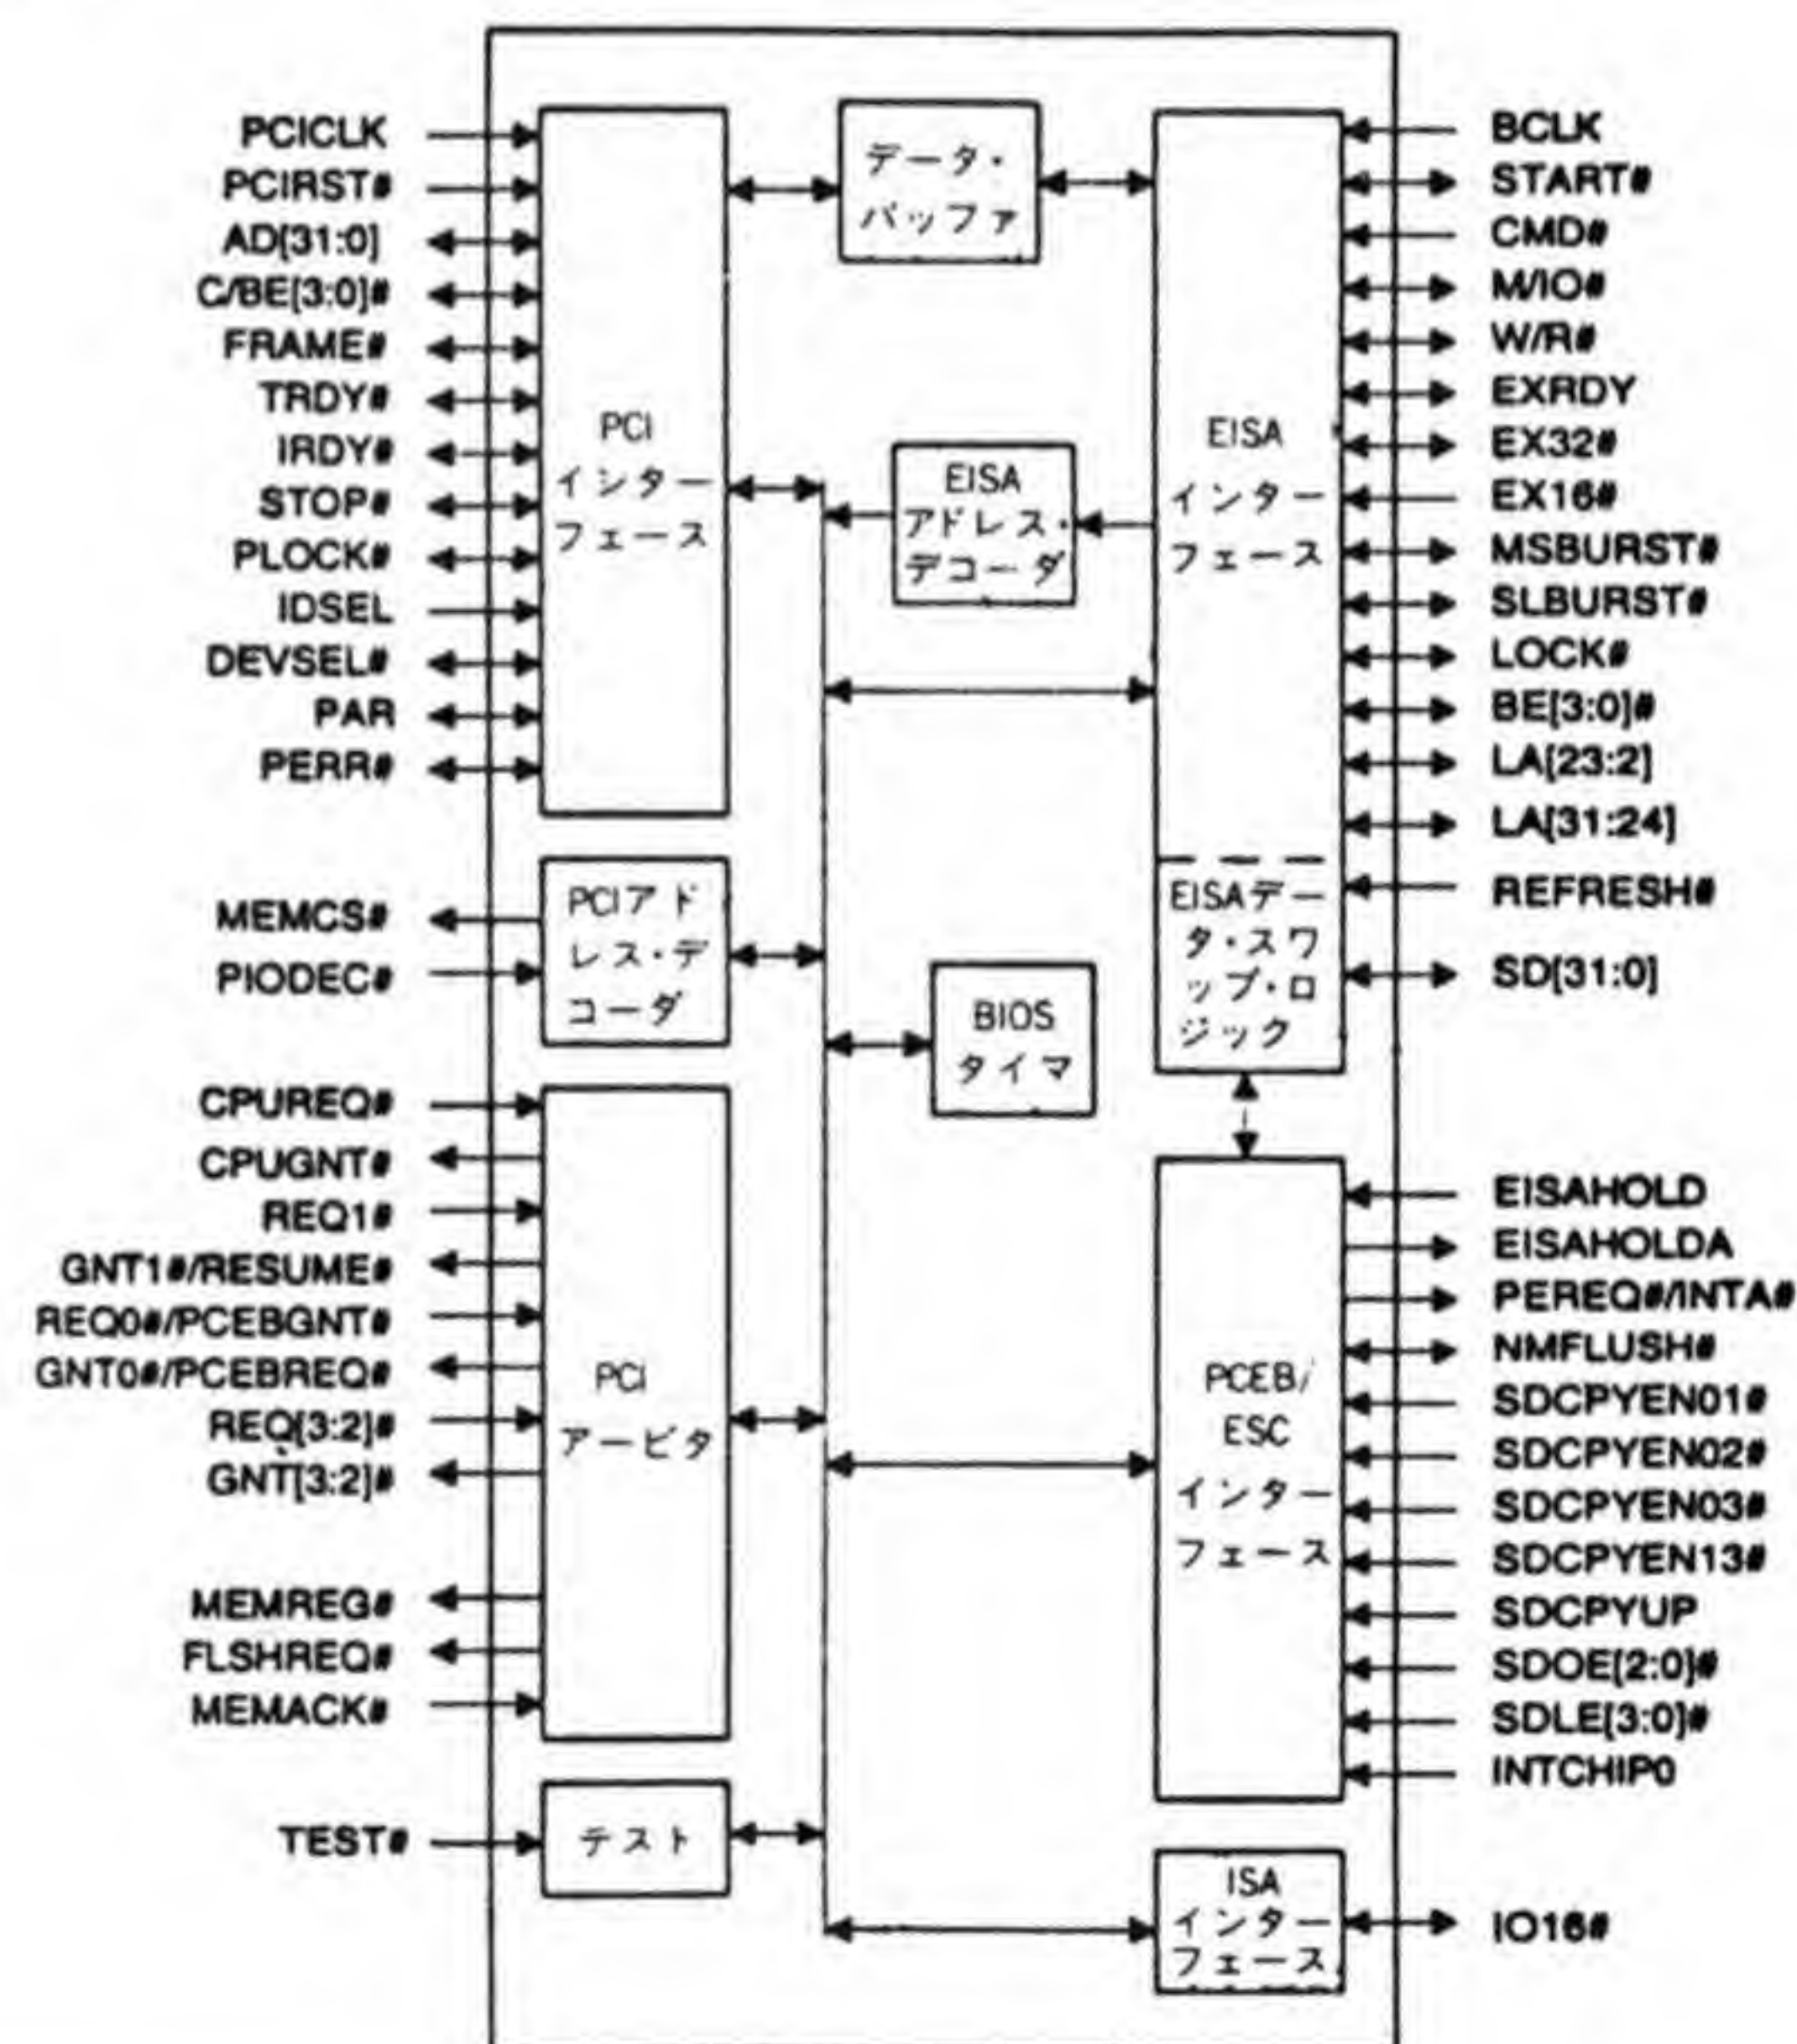 PCICLK
PCIRST#
AD[31:0]
C/BE[3:0]#
FRAME#
TRDY#
IRDY#
STOP#
PLOCK#
IDSEL
DEVSEL#
PAR
PERR#
MEMCS#
PIODEC#
CPUREQ#
CPUGNT#
REQ1#
GNT1#/RESUME#
REQ0#/PCEBGNT#
GNT0#/PCEBREQ#
REQ[3:2]#
GNT[3:2]#
MEMREG#
FLSHREQ#
MEMACK#
TEST#
PCI
インター
フェース
PCIアド
レス・デ
コーダ
PCI
アービタ
テスト
データ・
バッファ
EISA
アドレス・
デコーダ
BIOS
タイマ
EISA
インター
フェース
EISAデー
タ・スワ
ップ・ロ
ジック
PCEB/
ESC
インター
フェース
ISA
インター
フェース
BCLK
START#
CMD#
M/IO#
W/R#
EXRDY
EX32#
EX16#
MSBURST#
SLBURST#
LOCK#
BE[3:0]#
LA[23:2]
LA[31:24]
REFRESH#
SD[31:0]
EISAHOLD
EISAHOLDA
PEREQ#/INTA#
NMFLUSH#
SDCPYEN01#
SDCPYEN02#
SDCPYEN03#
SDCPYEN13#
SDCPYUP
SDOE[2:0]#
SDLE[3:0]#
INTCHIP0
IO16#